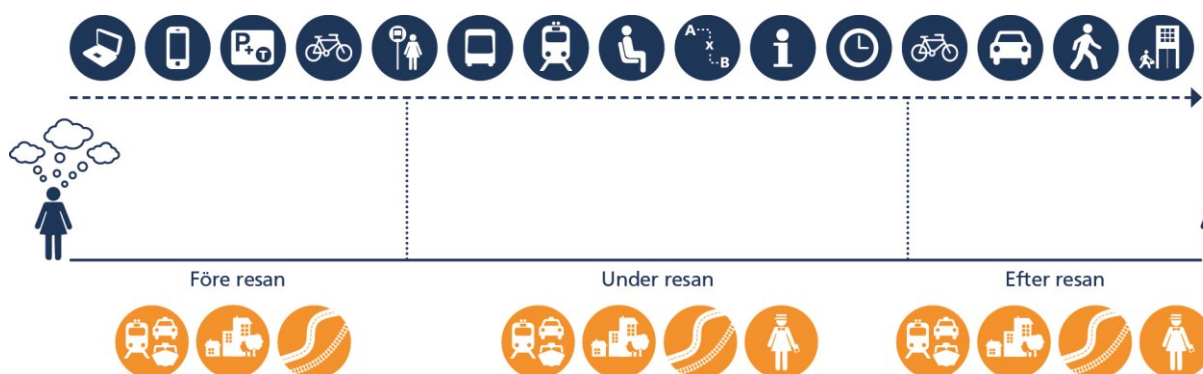 P+T
A
x
B
i
Före resan
Under resan
Efter resan